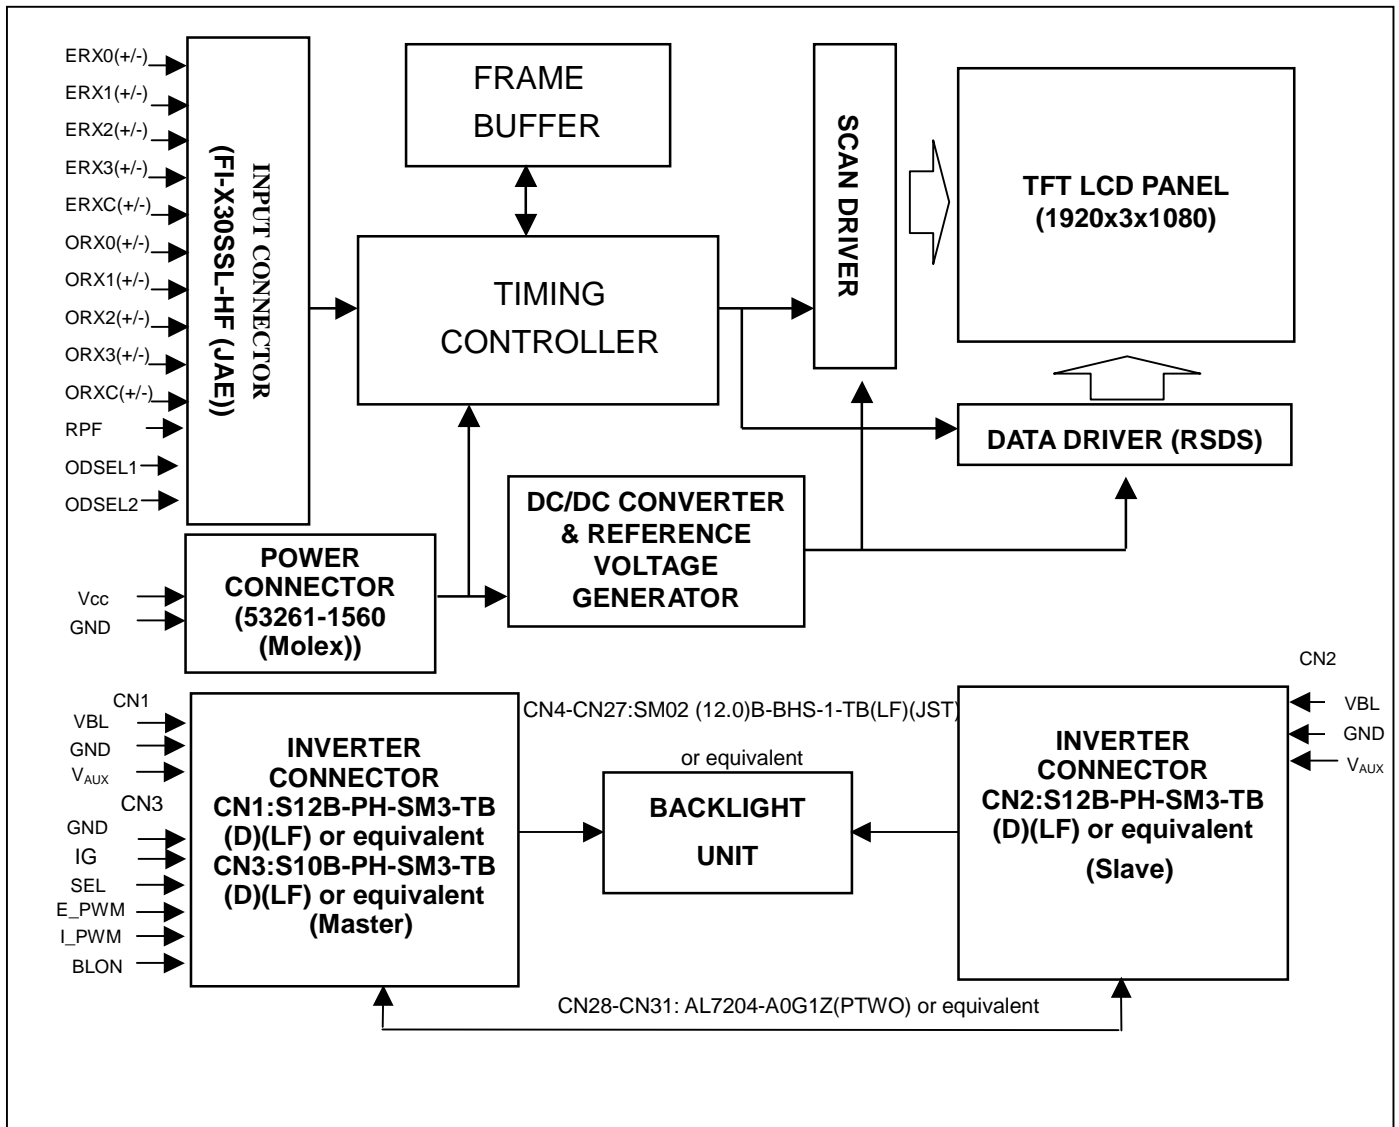 ERX0(+/-)
ERX1(+/-)
ERX2(+/-)
ERX3(+/-)
ERXC(+/-)
ORX0(+/-)
ORX1(+/-)
ORX2(+/-)
ORX3(+/-)
ORXC(+/-)
RPF
ODSEL1
ODSEL2
INPUT CONNECTOR
(FI-X30SSL-HF (JAE))
FRAME
BUFFER
TIMING
CONTROLLER
SCAN DRIVER
TFT LCD PANEL
(1920x3x1080)
DATA DRIVER (RSDS)
DC/DC CONVERTER
& REFERENCE
VOLTAGE
GENERATOR
Vcc
GND
POWER
CONNECTOR
(53261-1560
(Molex))
CN1
VBL
GND
VAUX
CN3
GND
IG
SEL
E_PWM
I_PWM
BLON
INVERTER
CONNECTOR
CN1:S12B-PH-SM3-TB
(D)(LF) or equivalent
CN3:S10B-PH-SM3-TB
(D)(LF) or equivalent
(Master)
CN4-CN27:SM02 (12.0)B-BHS-1-TB(LF)(JST)
or equivalent
BACKLIGHT
UNIT
INVERTER
CONNECTOR
CN2:S12B-PH-SM3-TB
(D)(LF) or equivalent
(Slave)
CN2
VBL
GND
VAUX
CN28-CN31: AL7204-A0G1Z(PTWO) or equivalent